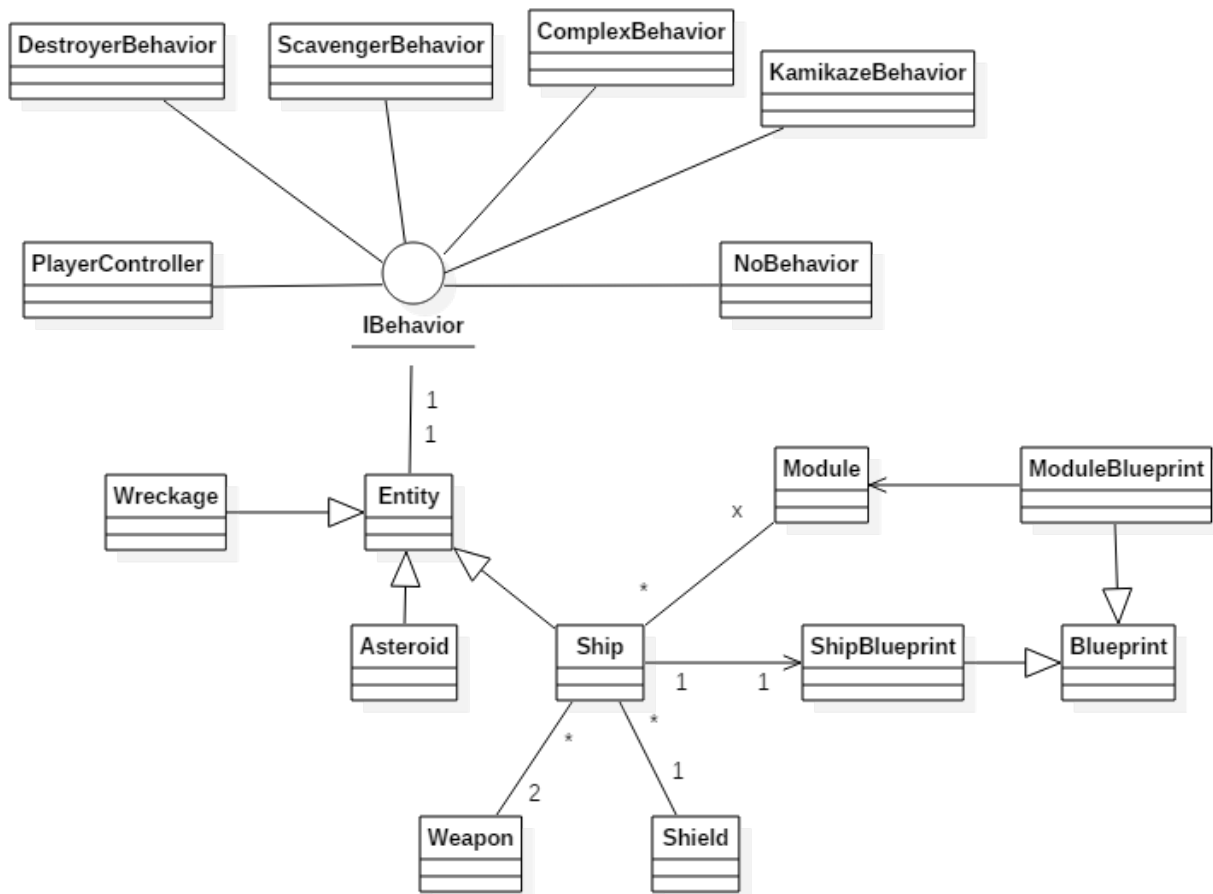 DestroyerBehavior
ScavengerBehavior
ComplexBehavior
KamikazeBehavior
PlayerController
NoBehavior
IBehavior
1
1
Wreckage
Entity
Module
ModuleBlueprint
x
*
Asteroid
Ship
ShipBlueprint
Blueprint
1
1
*
*
2
1
Weapon
Shield